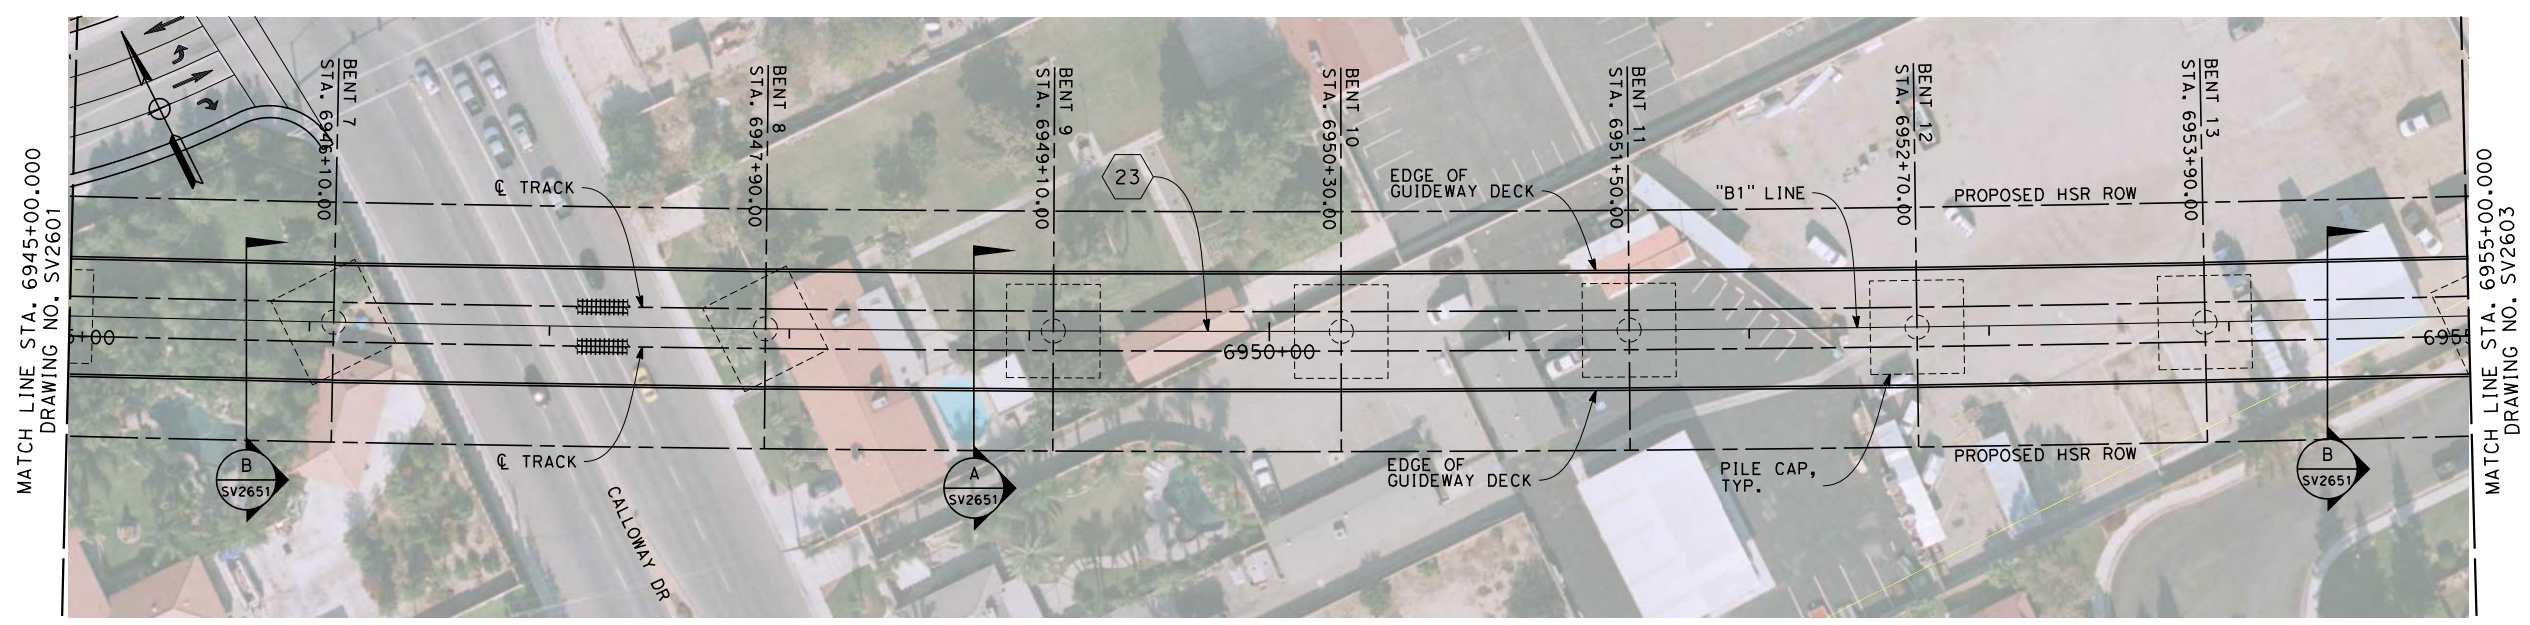 MATCH LINE STA. 6945+00.000
DRAWING NO. SV2601
BENT 7
STA. 6946+10.00
BENT 8
STA. 6947+90.00
BENT 9
STA. 6949+10.00
BENT 10
STA. 6950+30.00
BENT 11
STA. 6951+50.00
BENT 12
STA. 6952+70.00
BENT 13
STA. 6953+90.00
℄ TRACK
23
EDGE OF
GUIDEWAY DECK
"B1" LINE
PROPOSED HSR ROW
5+00
6950+00
6955
℄ TRACK
EDGE OF
GUIDEWAY DECK
PILE CAP,
TYP.
PROPOSED HSR ROW
B
SV2651
A
SV2651
B
SV2651
CALLOWAY DR
MATCH LINE STA. 6955+00.000
DRAWING NO. SV2603